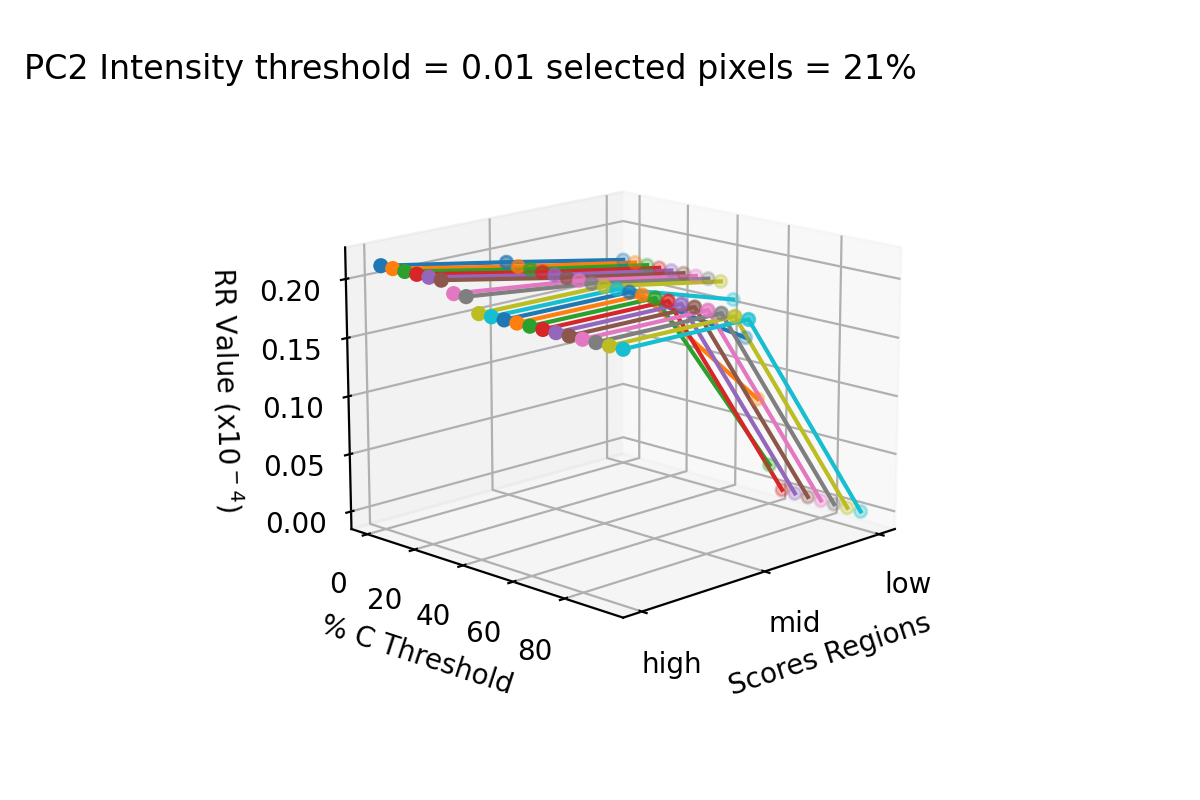 PC2 Intensity threshold = 0.01 selected pixels = 21%
RR Value (x10⁻⁴)
0.20
0.15
0.10
0.05
0.00
0
20
40
60
80
% C Threshold
high
mid
low
Scores Regions